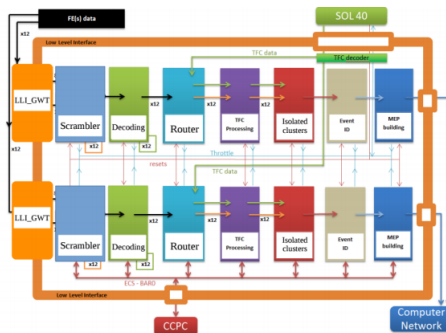 FE(s) data
SOL 40
x12
Low Level Interface
TFC data
TFC decoder
x12
LLI_GWT
Scrambler
x12
Decoding
x12
x12
Router
x12
TFC
Processing
x12
Isolated
clusters
Event
ID
MEP
building
x12
Throttle
resets
TFC data
LLI_GWT
Scrambler
x12
Decoding
x12
x12
Router
x12
TFC
Processing
x12
Isolated
clusters
Event
ID
MEP
building
ECS - BAR0
Low Level Interface
CCPC
Computer
Network